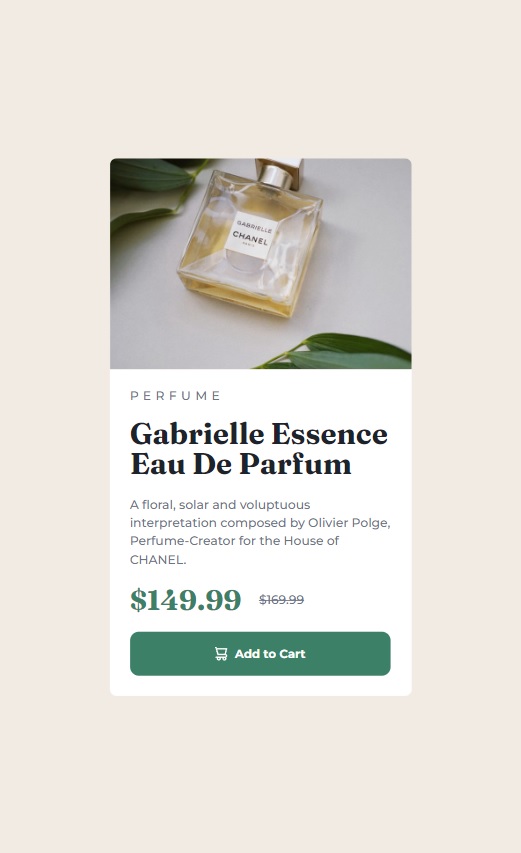 GABRIELLE
CHANEL
PARIS
PERFUME
Gabrielle Essence
Eau De Parfum
A floral, solar and voluptuous
interpretation composed by Olivier Polge,
Perfume-Creator for the House of
CHANEL.
$149.99 $169.99
Add to Cart